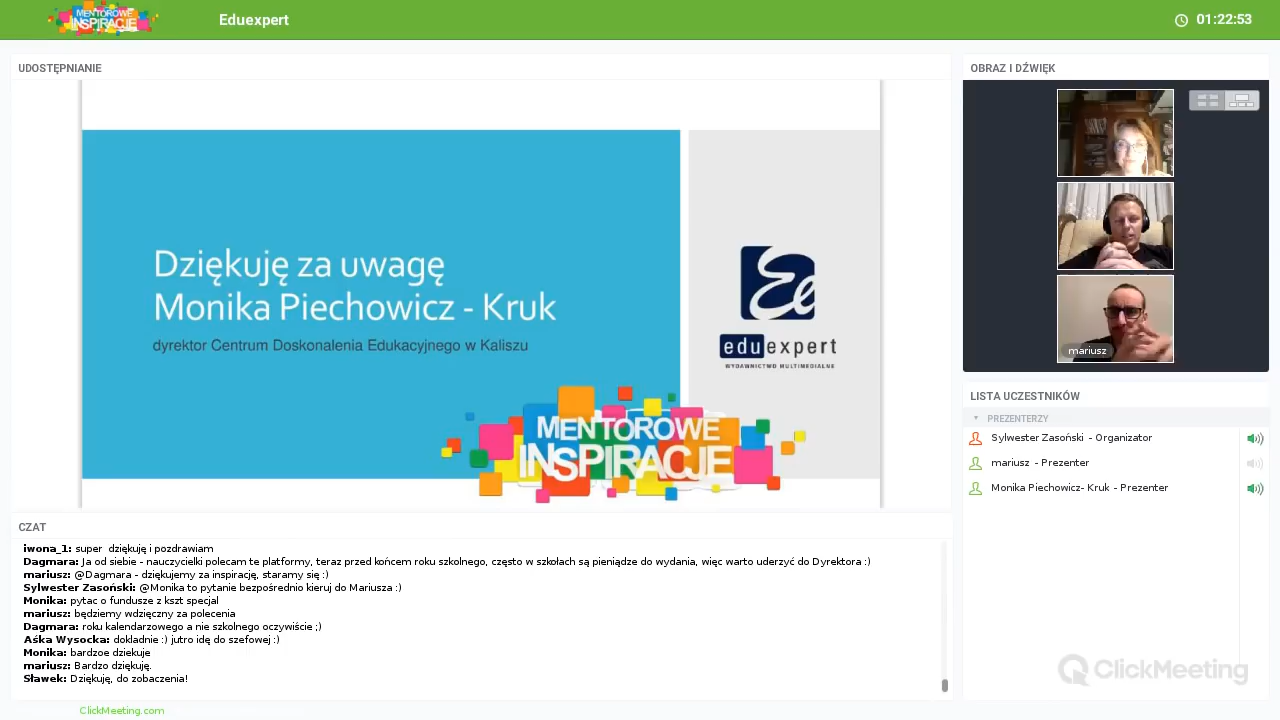 MENTOROWE
INSPIRACJE
Eduexpert
01:22:53
UDOSTĘPNIANIE
Dziękuję za uwagę
Monika Piechowicz - Kruk
dyrektor Centrum Doskonalenia Edukacyjnego w Kaliszu
Ee
eduexpert
WYDAWNICTWO MULTIMEDIALNE
MENTOROWE
INSPIRACJE
OBRAZ I DŹWIĘK
mariusz
LISTA UCZESTNIKÓW
PREZENTERZY
Sylwester Zasoński - Organizator
mariusz - Prezenter
Monika Piechowicz- Kruk - Prezenter
CZAT
iwona_1: super dziękuję i pozdrawiam
Dagmara: Ja od siebie - nauczycielki polecam te platformy, teraz przed końcem roku szkolnego, często w szkołach są pieniądze do wydania, więc warto uderzyć do Dyrektora :)
mariusz: @Dagmara - dziękujemy za inspirację, staramy się :)
Sylwester Zasoński: @Monika to pytanie bezpośrednio kieruj do Mariusza :)
Monika: pytac o fundusze z kszt specjal
mariusz: będziemy wdzięczny za polecenia
Dagmara: roku kalendarzowego a nie szkolnego oczywiście ;)
Aśka Wysocka: dokladnie :) jutro idę do szefowej :)
Monika: bardzoe dziekuje
mariusz: Bardzo dziękuję.
Sławek: Dziękuję, do zobaczenia!
ClickMeeting
ClickMeeting.com